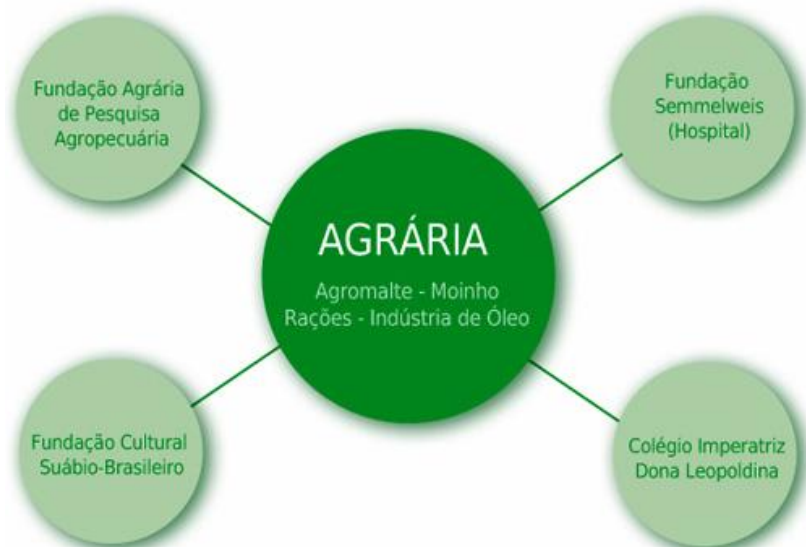 Fundação Agrária
de Pesquisa
Agropecuária
Fundação
Semmelweis
(Hospital)
AGRÁRIA
Agromalte - Moinho
Rações - Indústria de Óleo
Fundação Cultural
Suábio-Brasileiro
Colégio Imperatriz
Dona Leopoldina